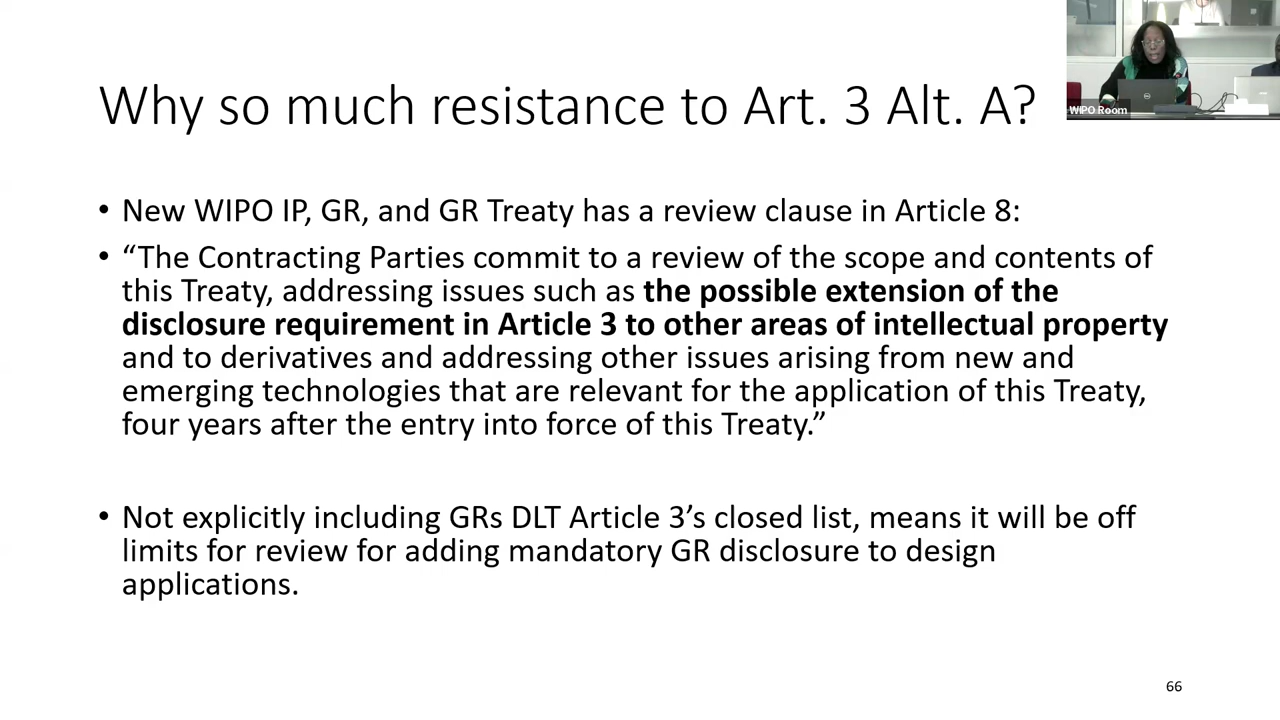 Why so much resistance to Art. 3 Alt. A?
WIPO Room
• New WIPO IP, GR, and GR Treaty has a review clause in Article 8:
• “The Contracting Parties commit to a review of the scope and contents of
this Treaty, addressing issues such as the possible extension of the
disclosure requirement in Article 3 to other areas of intellectual property
and to derivatives and addressing other issues arising from new and
emerging technologies that are relevant for the application of this Treaty,
four years after the entry into force of this Treaty.”
• Not explicitly including GRs DLT Article 3’s closed list, means it will be off
limits for review for adding mandatory GR disclosure to design
applications.
66